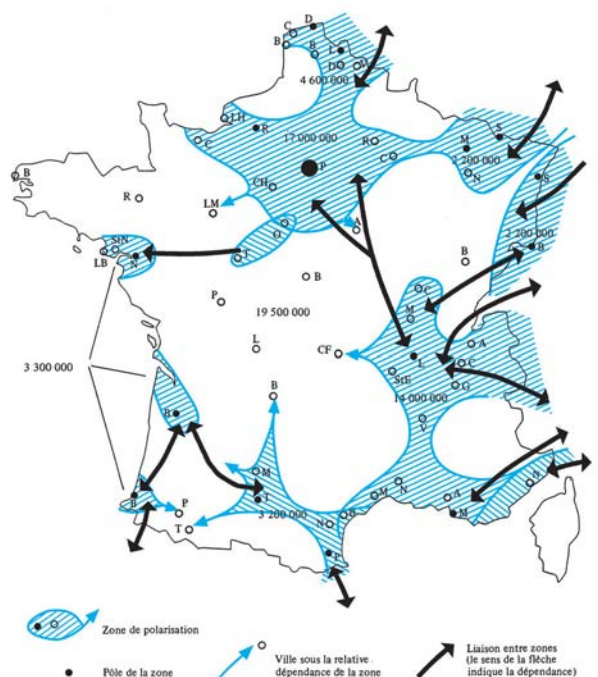 D
C
B
B
L
D
V
4 600 000
LH
R
17 000 000
R
M
S
C
C
2 200 000
N
P
S
B
CH
R
LM
A
2 200 000
O
B
StN
LB
N
T
B
B
C
P
19 500 000
M
A
L
CF
L
C
StE
G
3 300 000
B
14 000 000
B
V
M
T
N
A
N
M
B
P
3 200 000
B
N
M
T
P
Zone de polarisation
Pôle de la zone
Ville sous la relative
dépendance de la zone
Liaison entre zones
(le sens de la flèche
indique la dépendance)